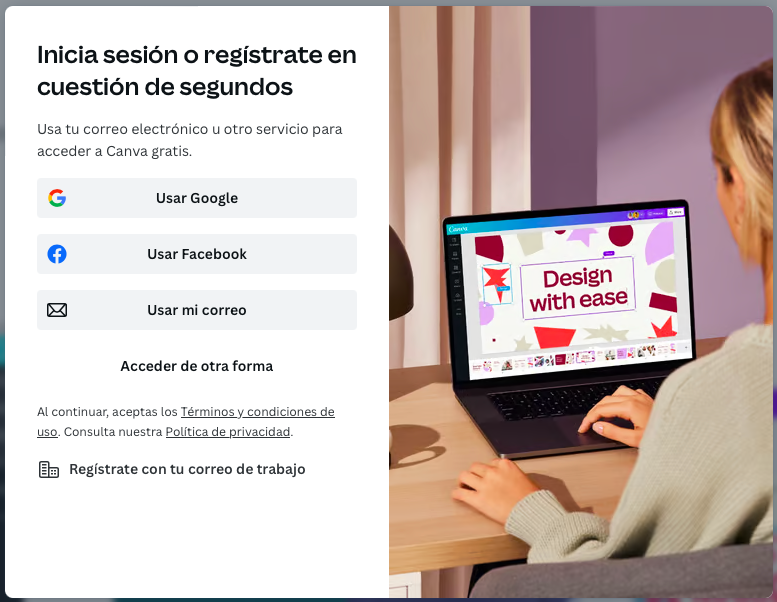 Inicia sesión o regístrate en
cuestión de segundos
Usa tu correo electrónico u otro servicio para
acceder a Canva gratis.
Usar Google
Usar Facebook
Usar mi correo
Acceder de otra forma
Al continuar, aceptas los Términos y condiciones de
uso. Consulta nuestra Política de privacidad.
Regístrate con tu correo de trabajo
Canva
Design
with ease